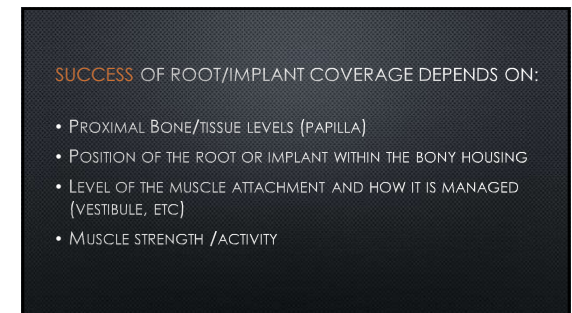 SUCCESS OF ROOT/IMPLANT COVERAGE DEPENDS ON:
• PROXIMAL BONE/TISSUE LEVELS (PAPILLA)
• POSITION OF THE ROOT OR IMPLANT WITHIN THE BONY HOUSING
• LEVEL OF THE MUSCLE ATTACHMENT AND HOW IT IS MANAGED
(VESTIBULE, ETC)
• MUSCLE STRENGTH /ACTIVITY